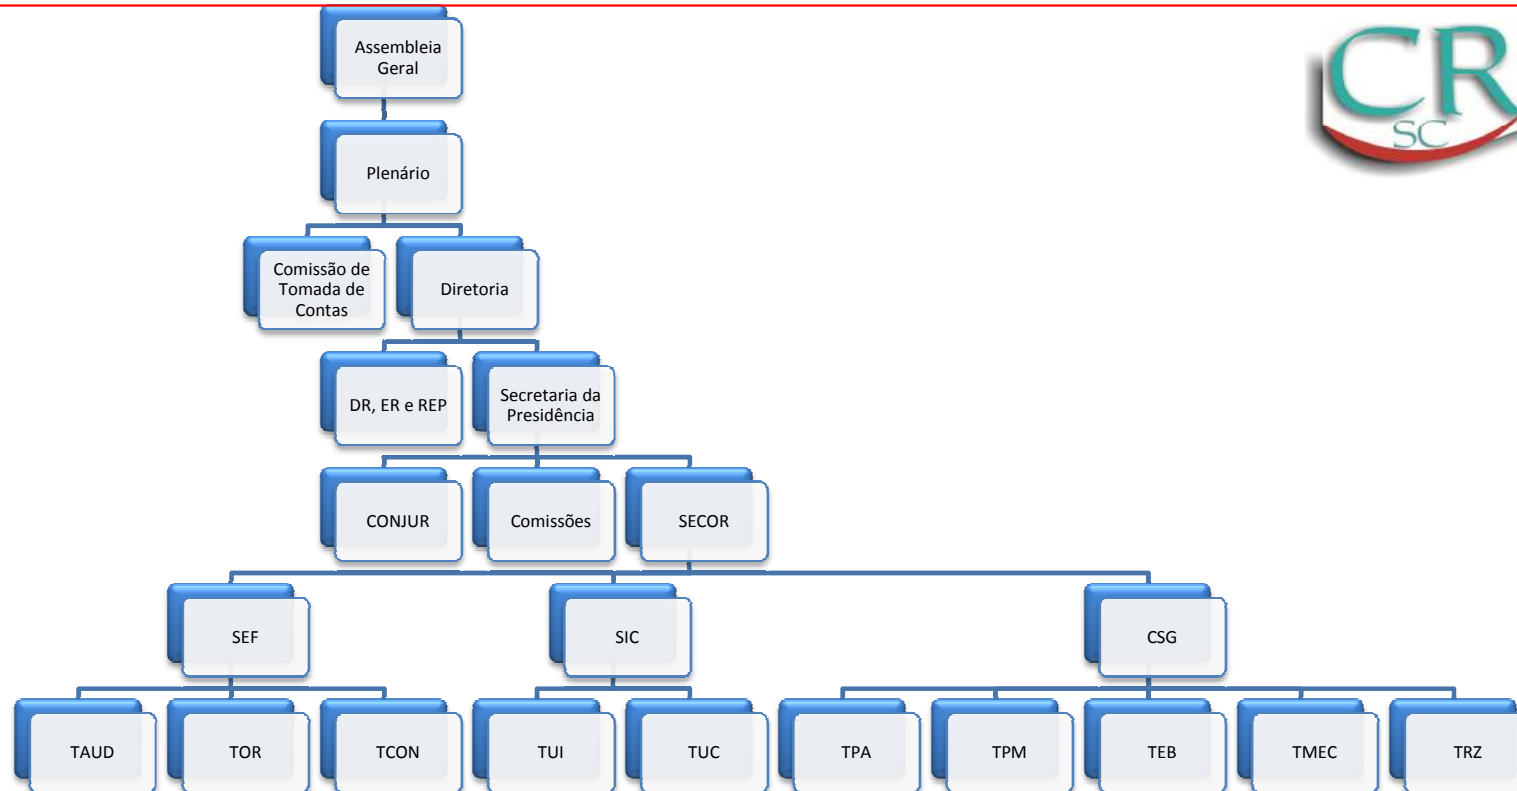 Assembleia
Geral
CR
SC
Plenário
Comissão de
Tomada de
Contas
Diretoria
DR, ER e REP
Secretaria da
Presidência
CONJUR
Comissões
SECOR
SEF
SIC
CSG
TAUD
TOR
TCON
TUI
TUC
TPA
TPM
TEB
TMEC
TRZ